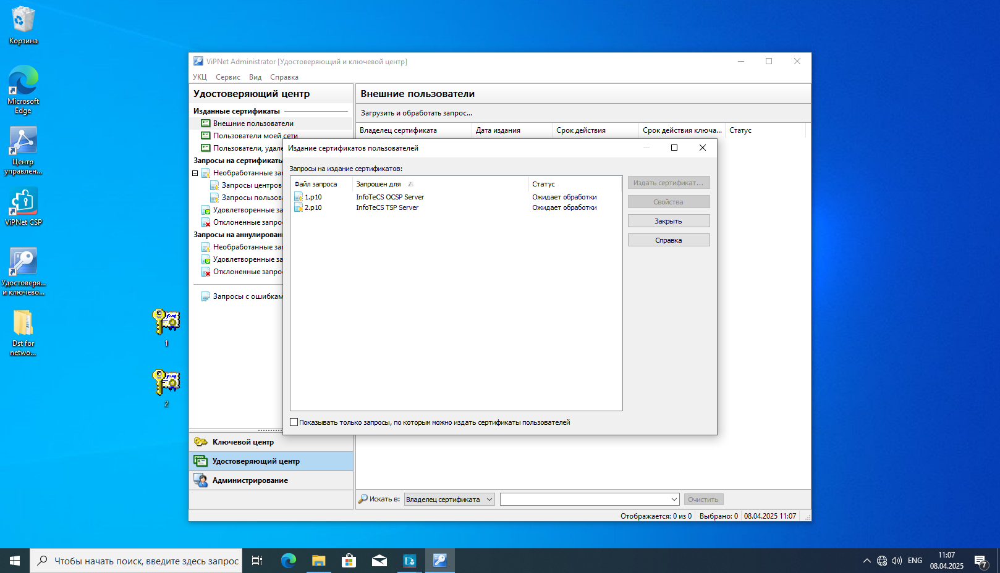 Корзина
Microsoft
Edge
Центр
управлен...
ViPNet CSP
Удостоверя...
и ключево...
Dst for
netwo...
1
2
ViPNet Administrator [Удостоверяющий и ключевой центр]
УКЦ Сервис Вид Справка
Удостоверяющий центр
Изданные сертификаты
Внешние пользователи
Пользователи моей сети
Пользователи, удале
Запросы на сертификаты
Необработанные за
Запросы центров
Запросы пользов
Удовлетворенные за
Отклоненные запро
Запросы на аннулирован
Необработанные за
Удовлетворенные за
Отклоненные запро
Запросы с ошибкам
Ключевой центр
Удостоверяющий центр
Администрирование
Внешние пользователи
Загрузить и обработать запрос...
Владелец сертификата Дата издания Срок действия Срок действия ключа... Статус
Издание сертификатов пользователей
Запросы на издание сертификатов:
Файл запроса Запрошен для Статус
1.p10 InfoTeCS OCSP Server Ожидает обработки
2.p10 InfoTeCS TSP Server Ожидает обработки
Издать сертификат...
Свойства
Закрыть
Справка
Показывать только запросы, по которым можно издать сертификаты пользователей
Искать в: Владелец сертификата Очистить
Отображается: 0 из 0 Выбрано: 0 08.04.2025 11:07
Чтобы начать поиск, введите здесь запрос
ENG
11:07
08.04.2025
7